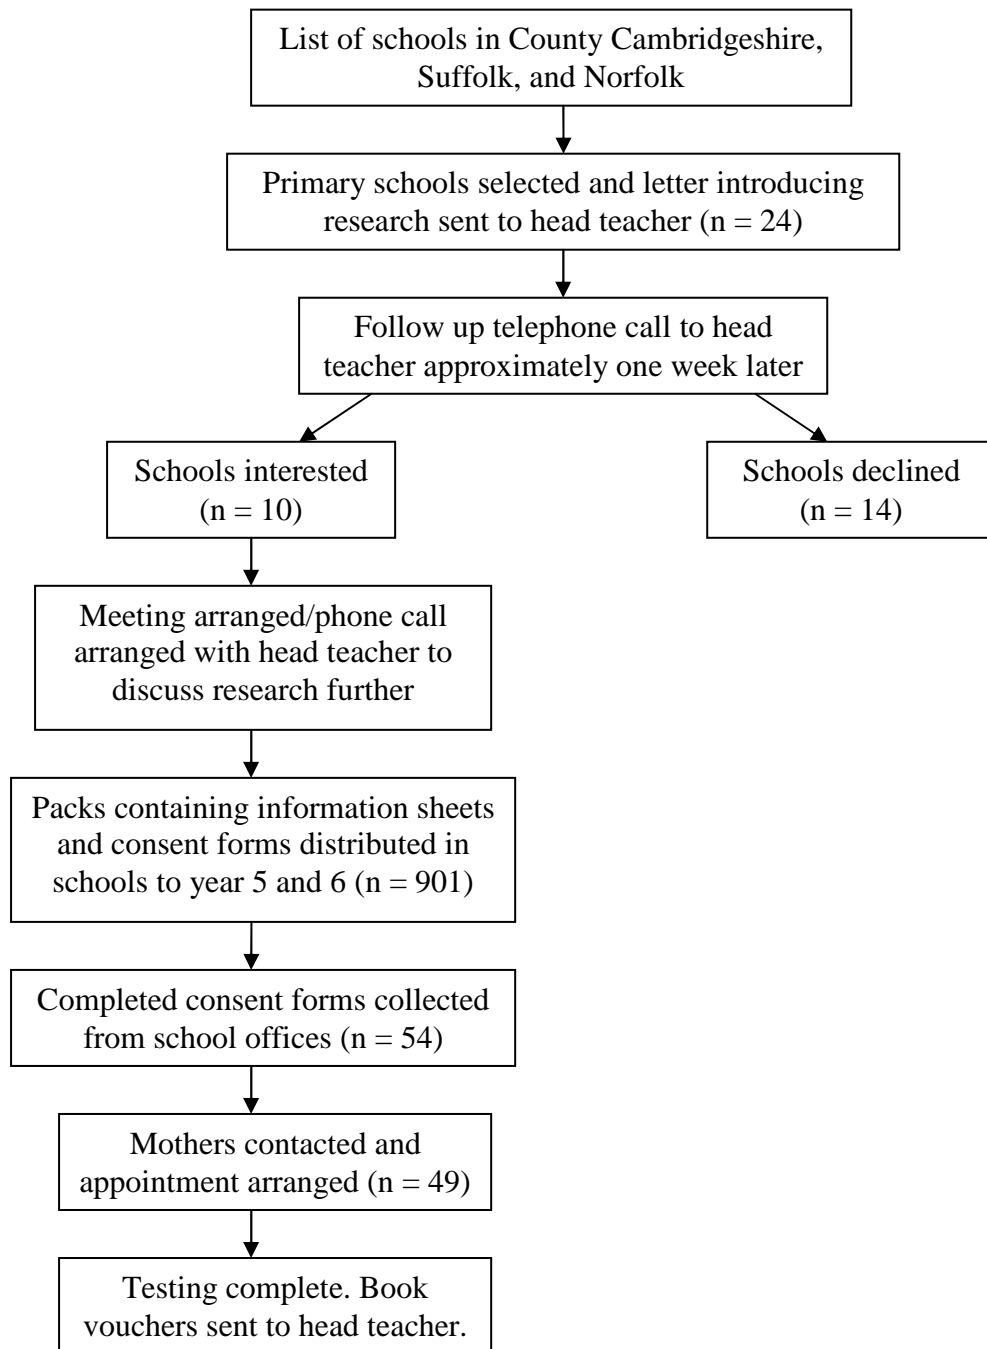 List of schools in County Cambridgeshire,
Suffolk, and Norfolk
Primary schools selected and letter introducing
research sent to head teacher (n = 24)
Follow up telephone call to head
teacher approximately one week later
Schools interested
(n = 10)
Schools declined
(n = 14)
Meeting arranged/phone call
arranged with head teacher to
discuss research further
Packs containing information sheets
and consent forms distributed in
schools to year 5 and 6 (n = 901)
Completed consent forms collected
from school offices (n = 54)
Mothers contacted and
appointment arranged (n = 49)
Testing complete. Book
vouchers sent to head teacher.